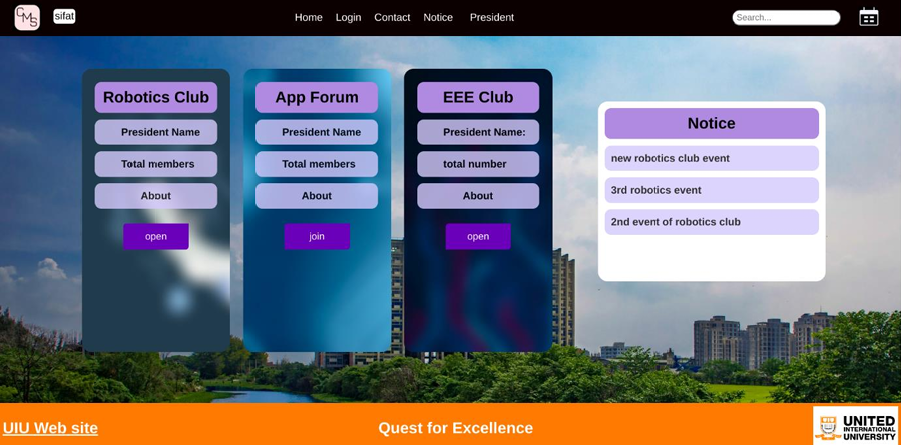 CMS
sifat
Home Login Contact Notice President
Search...
Robotics Club
President Name
Total members
About
open
App Forum
President Name
Total members
About
join
EEE Club
President Name:
total number
About
open
Notice
new robotics club event
3rd robotics event
2nd event of robotics club
UIU Web site
Quest for Excellence
UNITED
INTERNATIONAL
UNIVERSITY